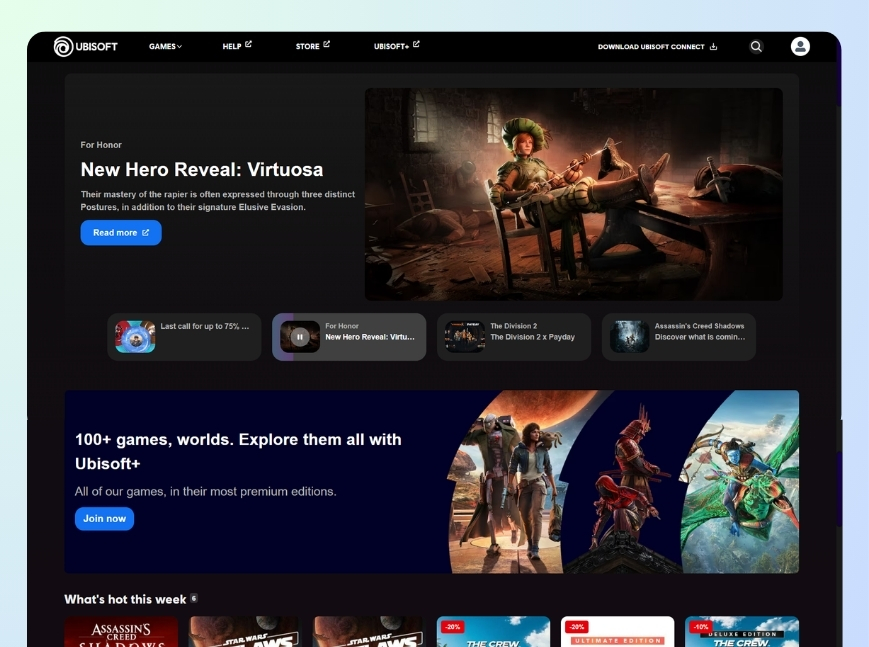 UBISOFT
GAMES
HELP
STORE
UBISOFT+
DOWNLOAD UBISOFT CONNECT
For Honor
New Hero Reveal: Virtuosa
Their mastery of the rapier is often expressed through three distinct
Postures, in addition to their signature Elusive Evasion.
Read more
Last call for up to 75% ...
For Honor
New Hero Reveal: Virtu...
The Division 2
The Division 2 x Payday
Assassin's Creed Shadows
Discover what is comin...
100+ games, worlds. Explore them all with
Ubisoft+
All of our games, in their most premium editions.
Join now
What's hot this week 6
ASSASSIN'S
CREED
SHADOWS
STAR WARS
STAR WARS
-20%
THE CREW
-20%
ULTIMATE EDITION
THE CREW
-10%
DELUXE EDITION
THE CREW